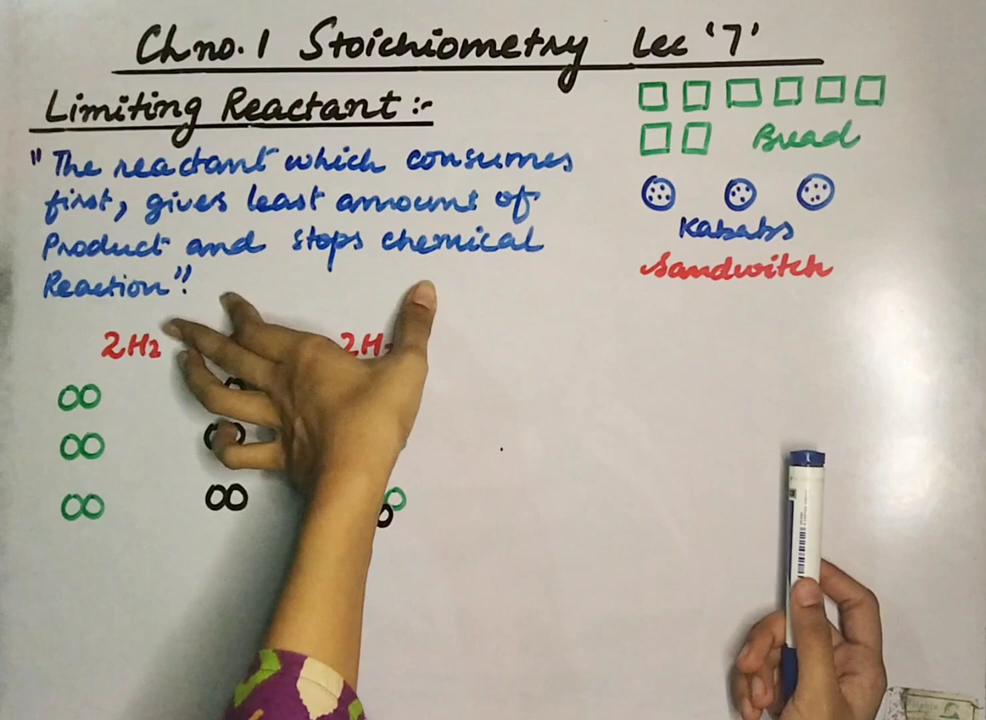 Ch no. 1 Stoichiometry Lec '7'
Limiting Reactant :-
"The reactant which consumes
first, gives least amount of
Product and stops chemical
Reaction"!
2H2 2H
Bread
Kababs
Sandwitch